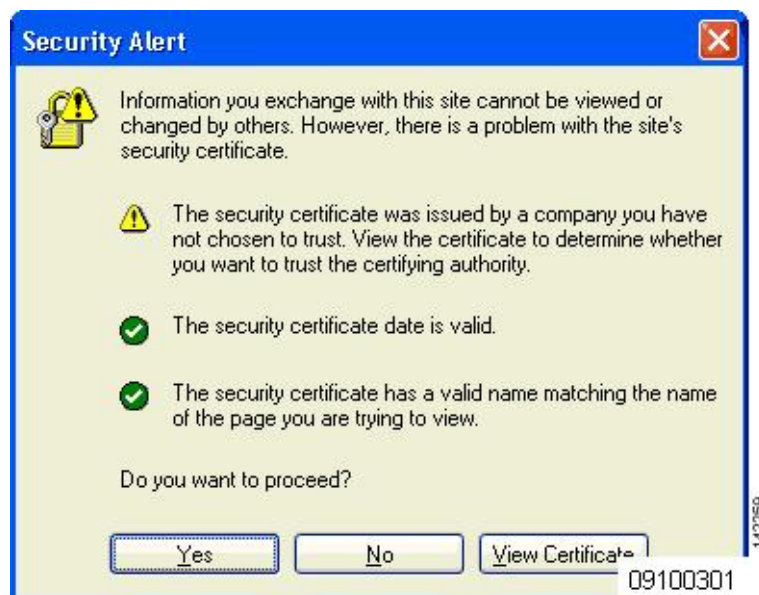 Security Alert
Information you exchange with this site cannot be viewed or
changed by others. However, there is a problem with the site's
security certificate.
The security certificate was issued by a company you have
not chosen to trust. View the certificate to determine whether
you want to trust the certifying authority.
The security certificate date is valid.
The security certificate has a valid name matching the name
of the page you are trying to view.
Do you want to proceed?
Yes No View Certificate
09100301